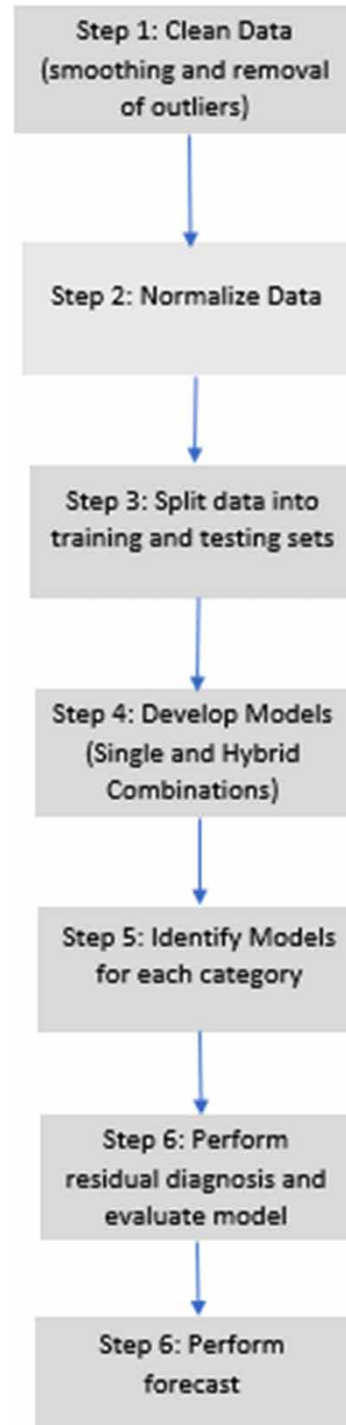 Step 1: Clean Data
(smoothing and removal
of outliers)
Step 2: Normalize Data
Step 3: Split data into
training and testing sets
Step 4: Develop Models
(Single and Hybrid
Combinations)
Step 5: Identify Models
for each category
Step 6: Perform
residual diagnosis and
evaluate model
Step 6: Perform
forecast